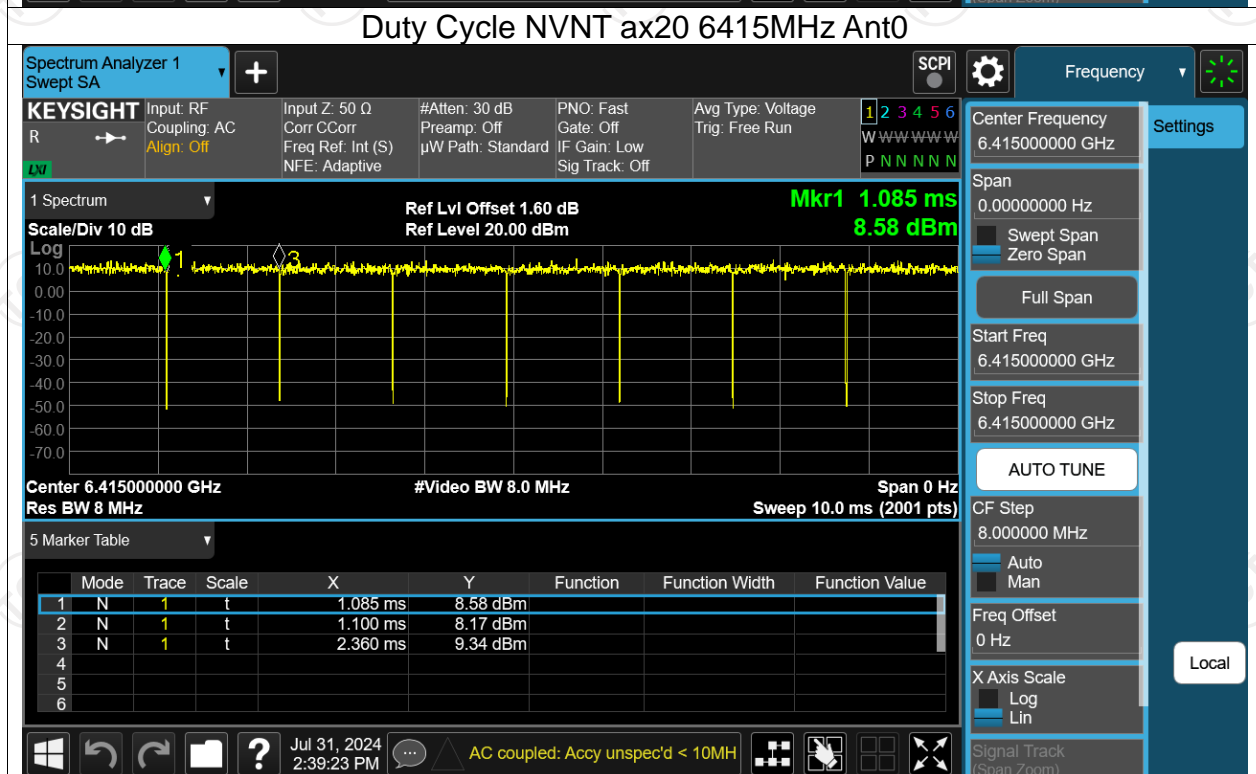 (Span Zoom)
Duty Cycle NVNT ax20 6415MHz Ant0
Spectrum Analyzer 1
Swept SA
+
SCPI
Frequency
KEYSIGHT
R
LXI
Input: RF
Coupling: AC
Align: Off
Input Z: 50 Ω
Corr CCorr
Freq Ref: Int (S)
NFE: Adaptive
#Atten: 30 dB
Preamp: Off
µW Path: Standard
PNO: Fast
Gate: Off
IF Gain: Low
Sig Track: Off
Avg Type: Voltage
Trig: Free Run
1 2 3 4 5 6
W W W W W W
P N N N N N
1 Spectrum
Scale/Div 10 dB
Ref Lvl Offset 1.60 dB
Ref Level 20.00 dBm
Mkr1 1.085 ms
8.58 dBm
Log
10.0
0.00
-10.0
-20.0
-30.0
-40.0
-50.0
-60.0
-70.0
1
3
Center 6.415000000 GHz
#Video BW 8.0 MHz
Span 0 Hz
Res BW 8 MHz
Sweep 10.0 ms (2001 pts)
5 Marker Table
Mode Trace Scale X Y Function Function Width Function Value
1 N 1 t 1.085 ms 8.58 dBm
2 N 1 t 1.100 ms 8.17 dBm
3 N 1 t 2.360 ms 9.34 dBm
4
5
6
?
Jul 31, 2024
2:39:23 PM
AC coupled: Accy unspec'd < 10MH
Center Frequency
6.415000000 GHz
Settings
Span
0.00000000 Hz
Swept Span
Zero Span
Full Span
Start Freq
6.415000000 GHz
Stop Freq
6.415000000 GHz
AUTO TUNE
CF Step
8.000000 MHz
Auto
Man
Freq Offset
0 Hz
Local
X Axis Scale
Log
Lin
Signal Track
(Span Zoom)